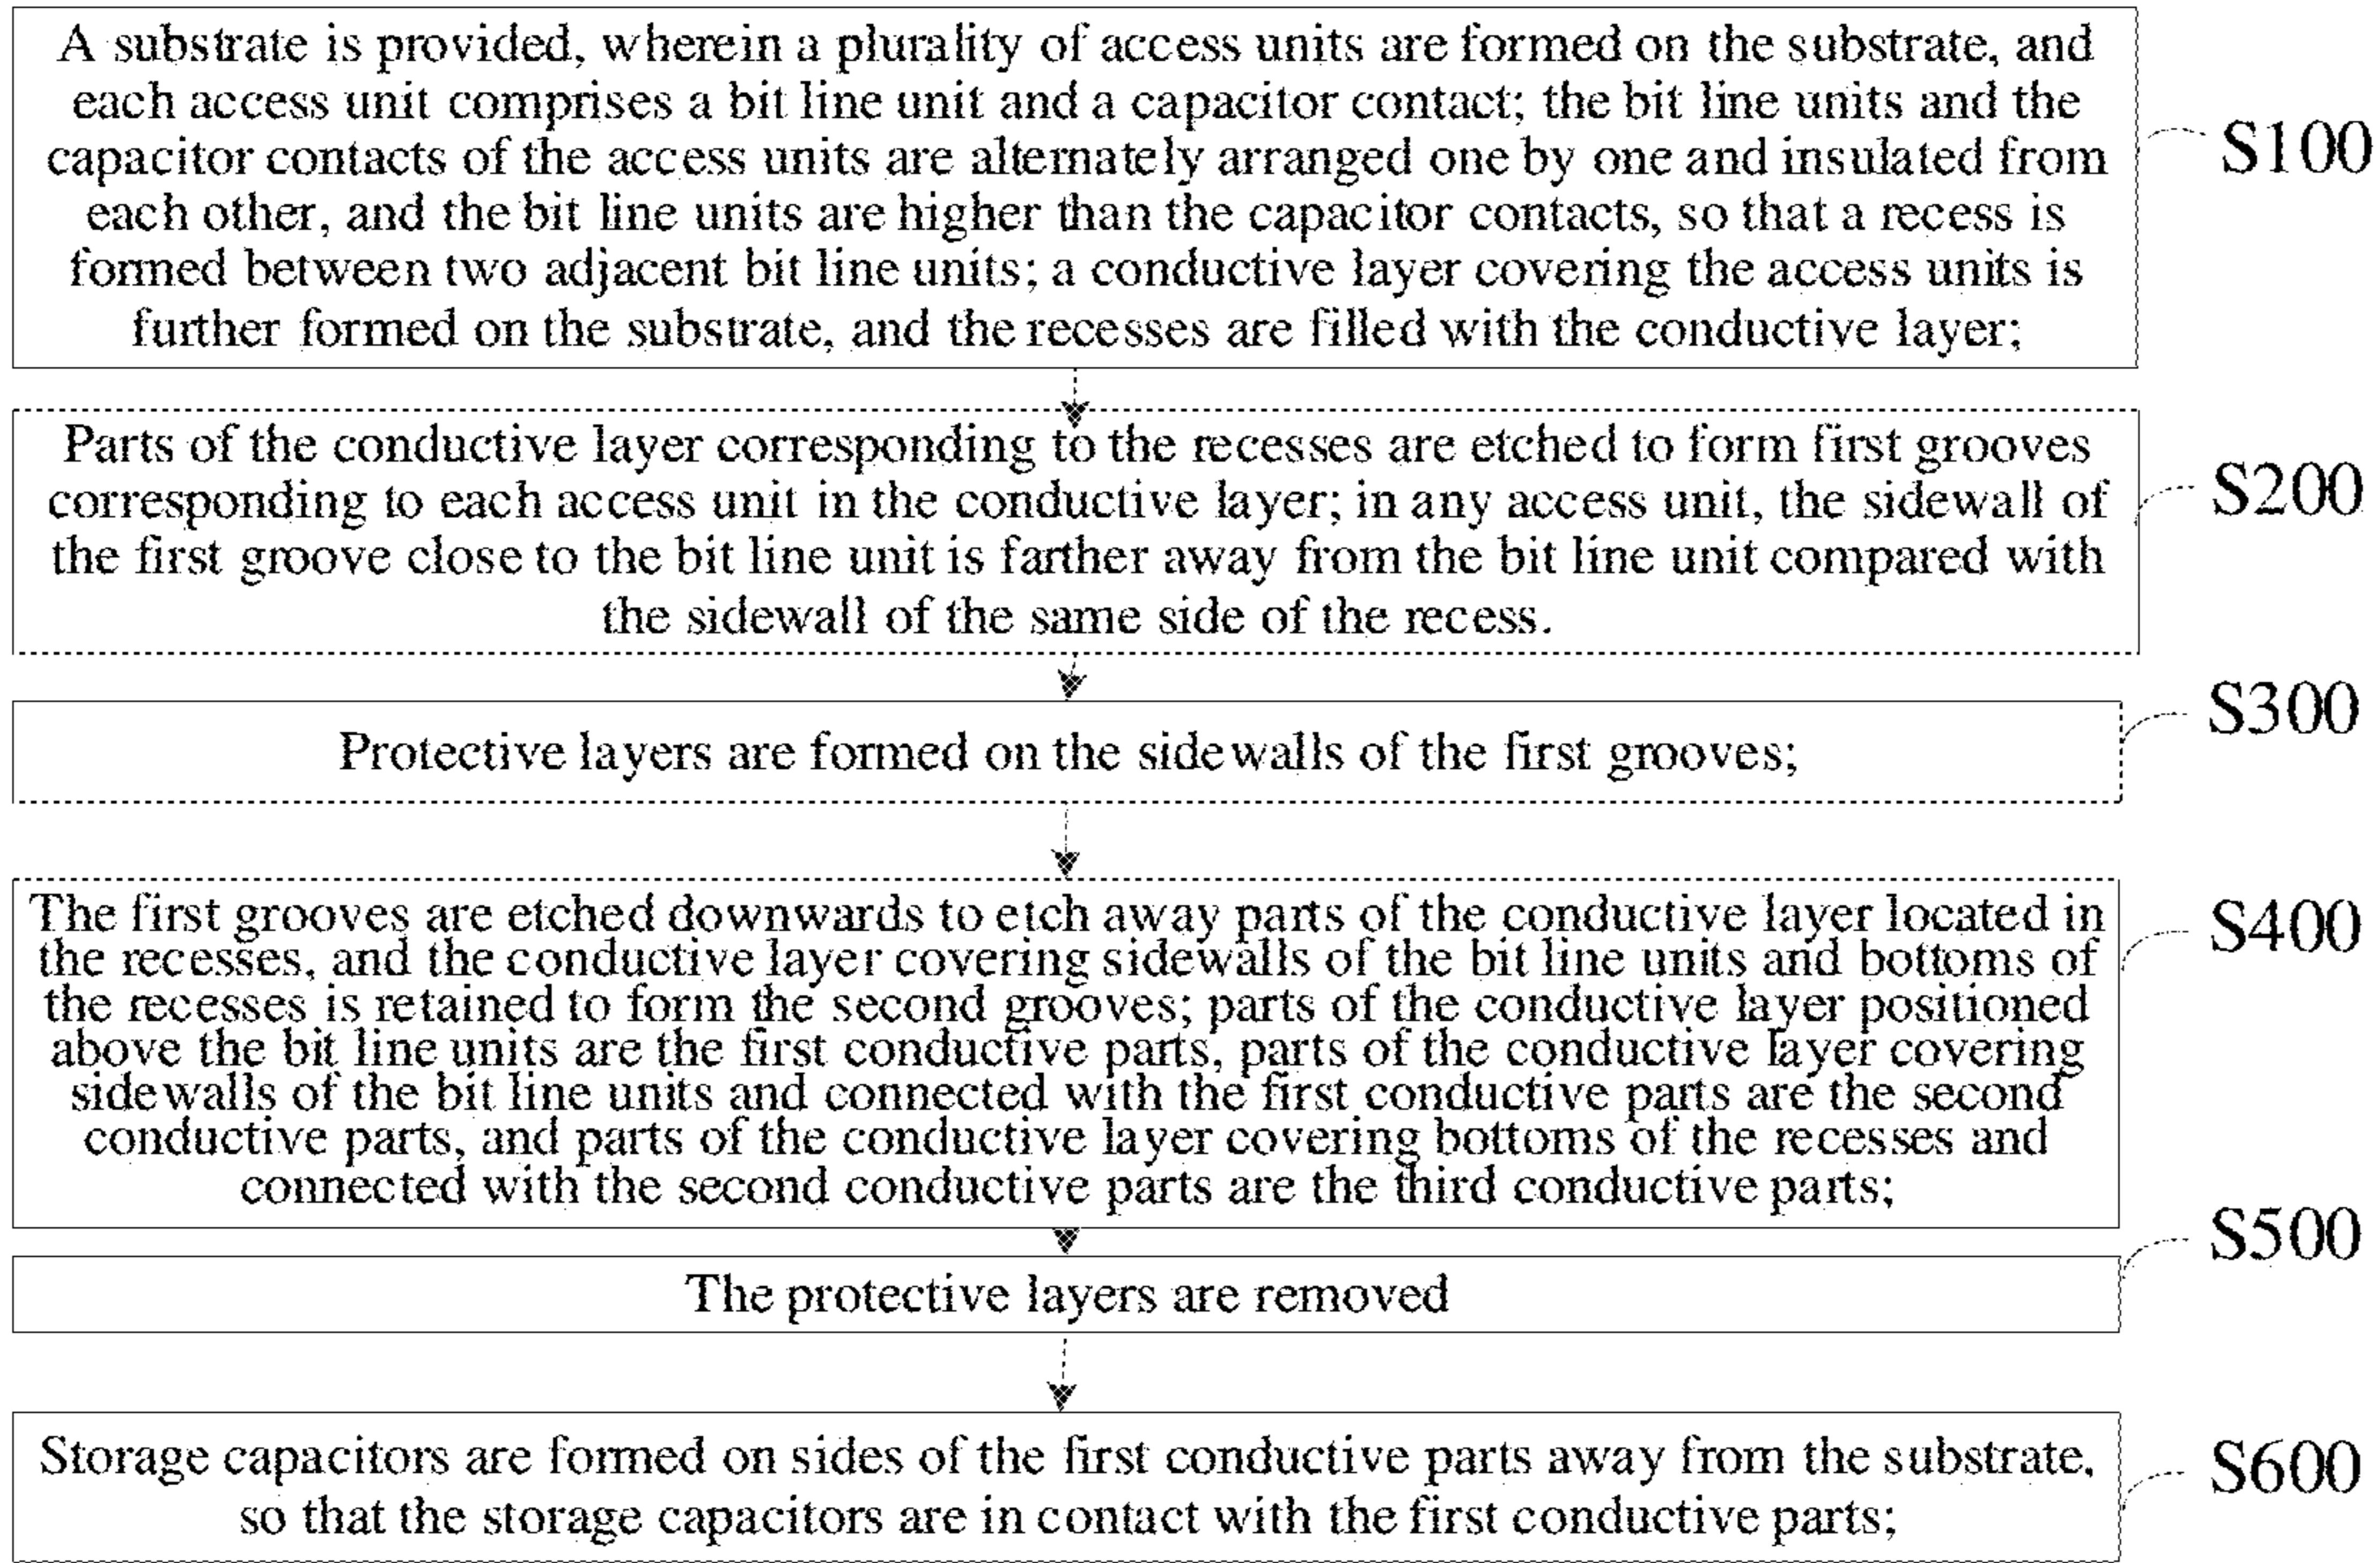 A substrate is provided, wherein a plurality of access units are formed on the substrate, and
each access unit comprises a bit line unit and a capacitor contact; the bit line units and the
capacitor contacts of the access units are alternately arranged one by one and insulated from
each other, and the bit line units are higher than the capacitor contacts, so that a recess is
formed between two adjacent bit line units; a conductive layer covering the access units is
further formed on the substrate, and the recesses are filled with the conductive layer;
S100
Parts of the conductive layer corresponding to the recesses are etched to form first grooves
corresponding to each access unit in the conductive layer; in any access unit, the sidewall of
the first groove close to the bit line unit is farther away from the bit line unit compared with
the sidewall of the same side of the recess.
S200
Protective layers are formed on the sidewalls of the first grooves;
S300
The first grooves are etched downwards to etch away parts of the conductive layer located in
the recesses, and the conductive layer covering sidewalls of the bit line units and bottoms of
the recesses is retained to form the second grooves; parts of the conductive layer positioned
above the bit line units are the first conductive parts, parts of the conductive layer covering
sidewalls of the bit line units and connected with the first conductive parts are the second
conductive parts, and parts of the conductive layer covering bottoms of the recesses and
connected with the second conductive parts are the third conductive parts;
S400
The protective layers are removed
S500
Storage capacitors are formed on sides of the first conductive parts away from the substrate,
so that the storage capacitors are in contact with the first conductive parts;
S600